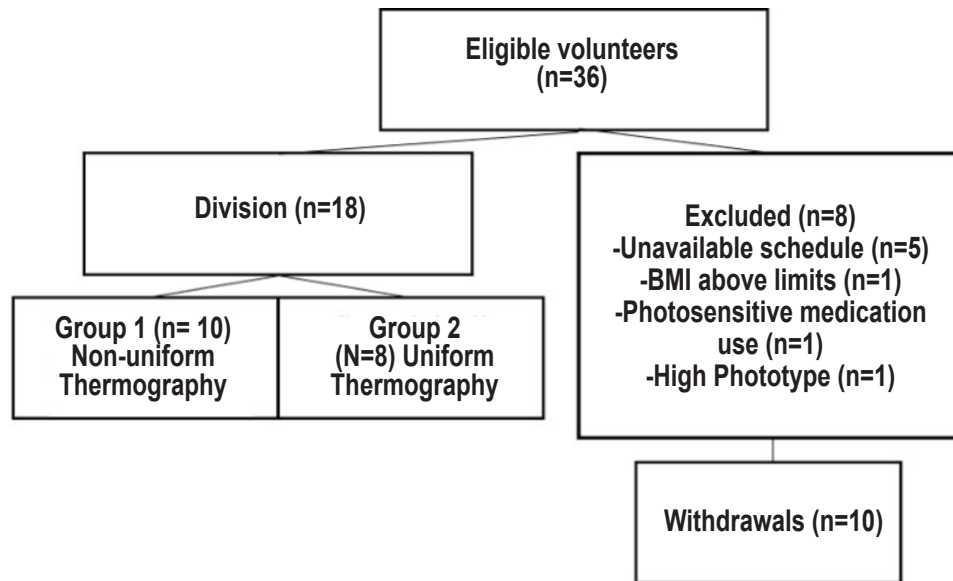 Eligible volunteers
(n=36)
Division (n=18)
Excluded (n=8)
-Unavailable schedule (n=5)
-BMI above limits (n=1)
-Photosensitive medication
use (n=1)
-High Phototype (n=1)
Group 1 (n= 10)
Non-uniform
Thermography
Group 2
(N=8) Uniform
Thermography
Withdrawals (n=10)